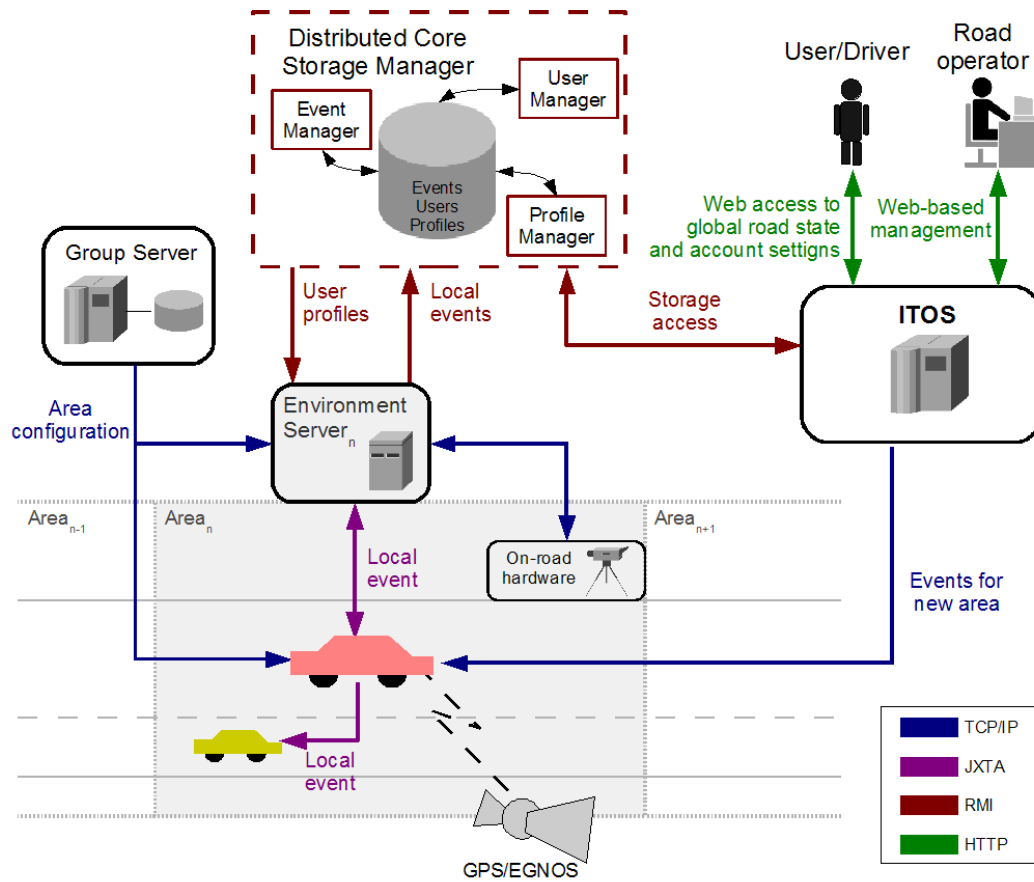 Distributed Core
Storage Manager
User
Manager
Event
Manager
Events
Users
Profiles
Profile
Manager
User/Driver
Road
operator
Web access to
global road state
and account settigns
Web-based
management
Group Server
User
profiles
Local
events
Storage
access
ITOS
Area
configuration
Environment
Server n
Area n-1
Area n
Area n+1
Local
event
On-road
hardware
Events for
new area
Local
event
GPS/EGNOS
TCP/IP
JXTA
RMI
HTTP